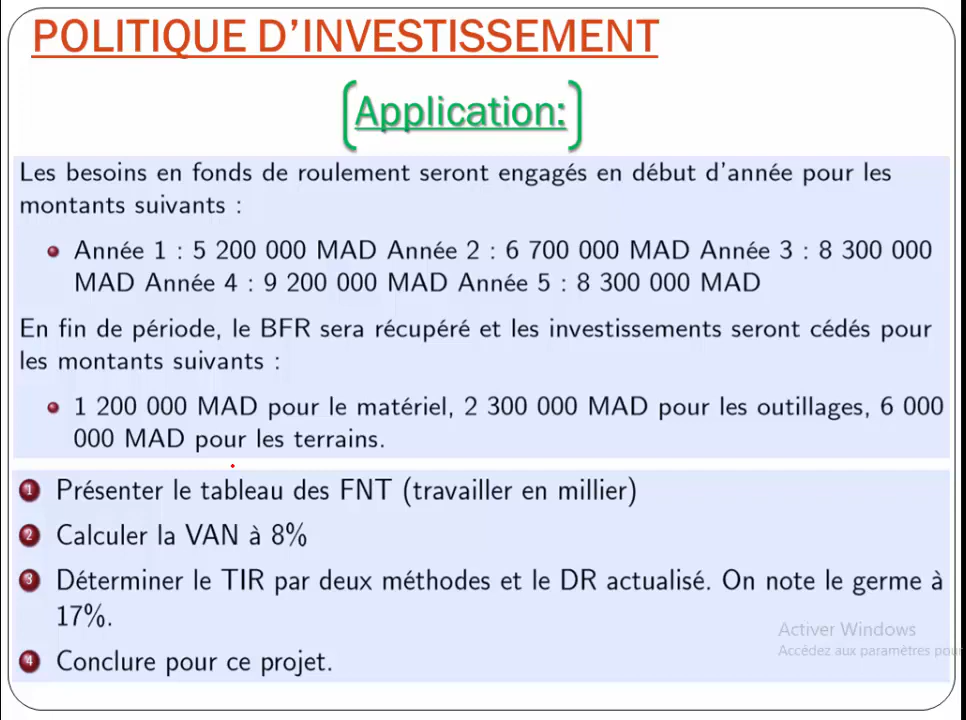 POLITIQUE D’INVESTISSEMENT
Application:
Les besoins en fonds de roulement seront engagés en début d’année pour les
montants suivants :
Année 1 : 5 200 000 MAD Année 2 : 6 700 000 MAD Année 3 : 8 300 000
MAD Année 4 : 9 200 000 MAD Année 5 : 8 300 000 MAD
En fin de période, le BFR sera récupéré et les investissements seront cédés pour
les montants suivants :
1 200 000 MAD pour le matériel, 2 300 000 MAD pour les outillages, 6 000
000 MAD pour les terrains.
1 Présenter le tableau des FNT (travailler en millier)
2 Calculer la VAN à 8%
3 Déterminer le TIR par deux méthodes et le DR actualisé. On note le germe à
17%.
Activer Windows
Accédez aux paramètres pour
4 Conclure pour ce projet.